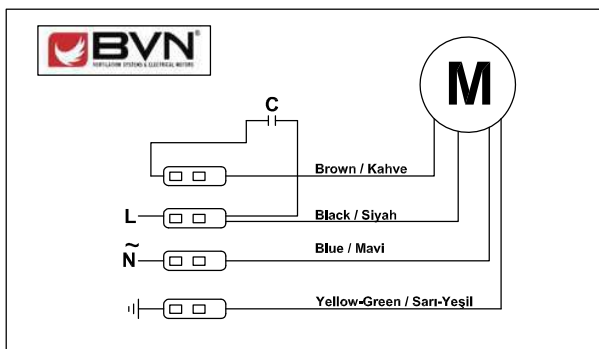 BVN®
VENTILATION SYSTEMS & ELECTRICAL MOTORS
M
C
Brown / Kahve
L
Black / Siyah
Blue / Mavi
~
N
Yellow-Green / Sarı-Yeşil